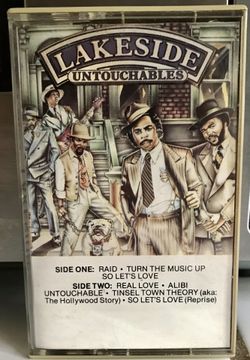 LAKESIDE
UNTOUCHABLES
SIDE ONE: RAID • TURN THE MUSIC UP
SO LET'S LOVE
SIDE TWO: REAL LOVE • ALIBI
UNTOUCHABLE • TINSEL TOWN THEORY (aka:
The Hollywood Story) • SO LET'S LOVE (Reprise)